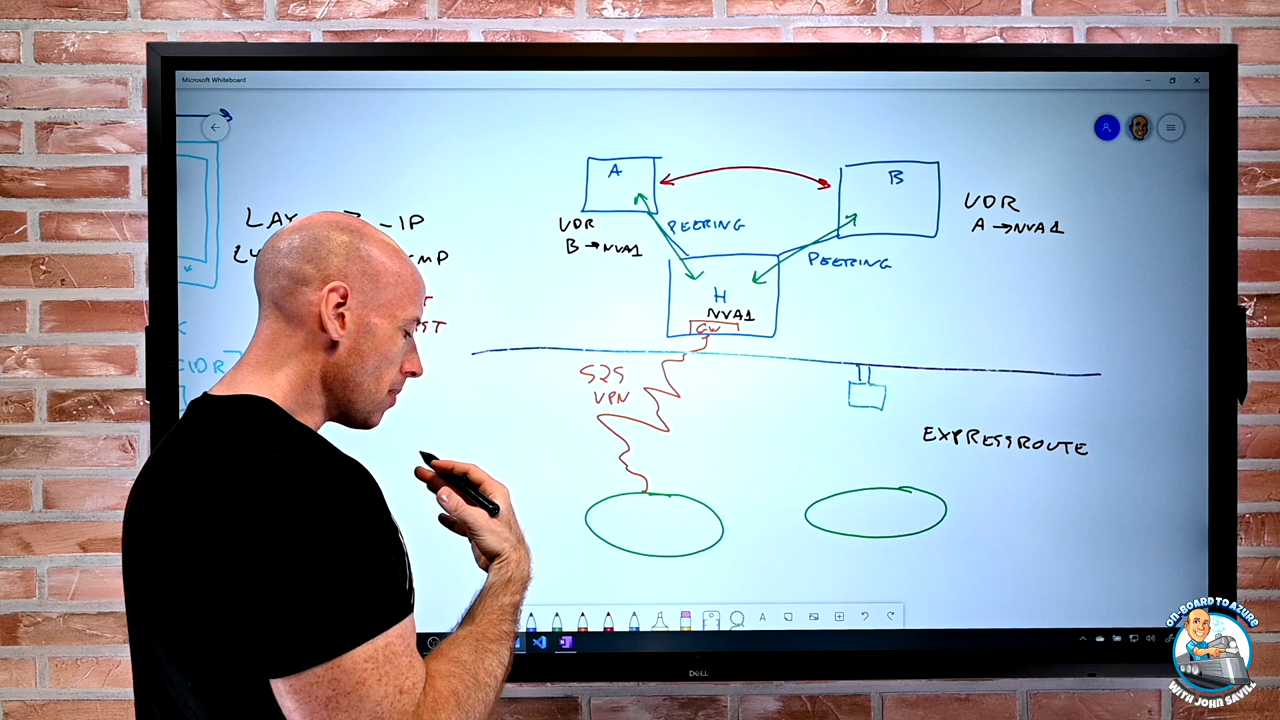 Microsoft Whiteboard
A
B
UDR
B → NVA1
PEERING
UDR
A → NVA1
PEERING
H
NVA1
GW
-IP
S2S
VPN
EXPRESSROUTE
DELL
ON-BOARD TO AZURE
WITH JOHN SAVILL